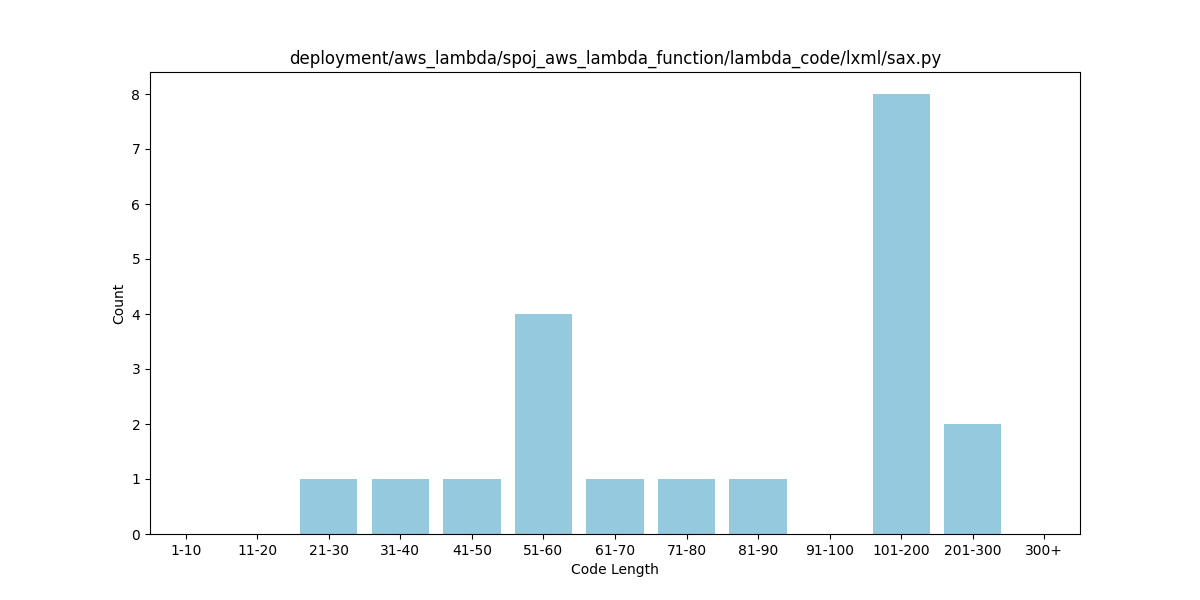 deployment/aws_lambda/spoj_aws_lambda_function/lambda_code/lxml/sax.py
8
7
6
5
4
3
2
1
0
Count
1-10 11-20 21-30 31-40 41-50 51-60 61-70 71-80 81-90 91-100 101-200 201-300 300+
Code Length